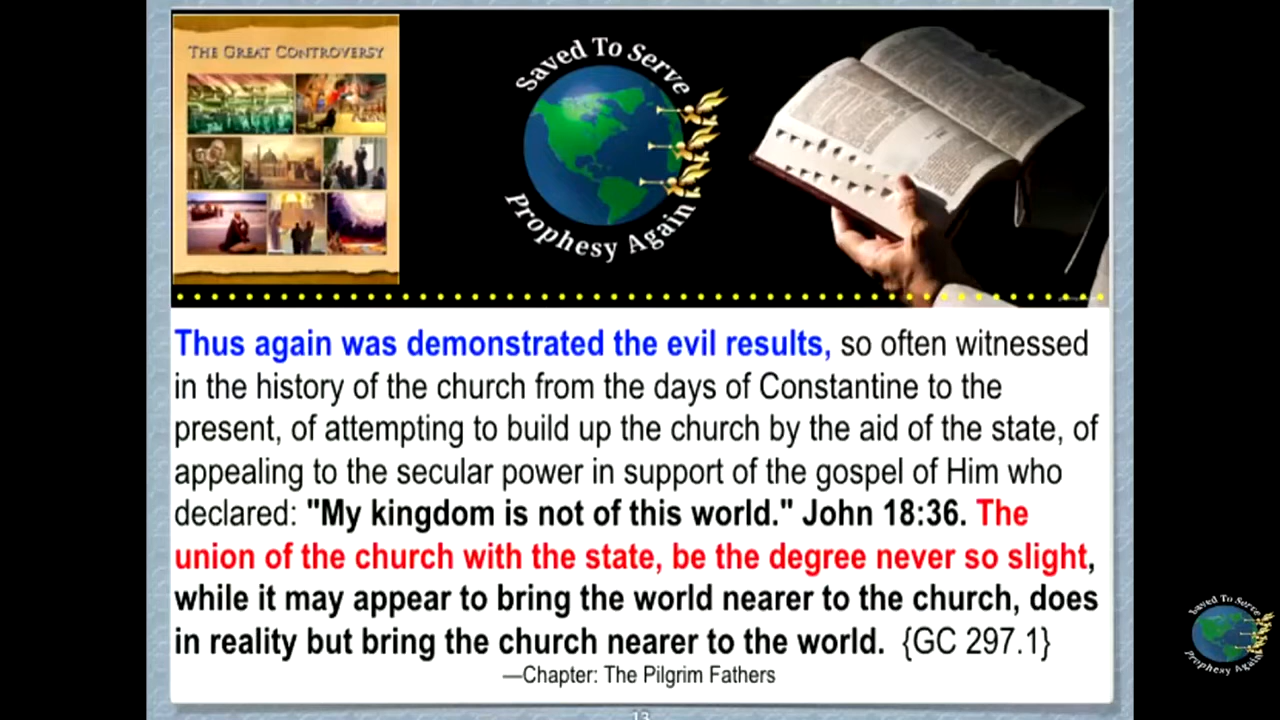 THE GREAT CONTROVERSY
Saved To Serve
Prophesy Again
Thus again was demonstrated the evil results, so often witnessed
in the history of the church from the days of Constantine to the
present, of attempting to build up the church by the aid of the state, of
appealing to the secular power in support of the gospel of Him who
declared: "My kingdom is not of this world." John 18:36. The
union of the church with the state, be the degree never so slight,
while it may appear to bring the world nearer to the church, does
in reality but bring the church nearer to the world. {GC 297.1}
—Chapter: The Pilgrim Fathers
13
Saved To Serve
Prophesy Again